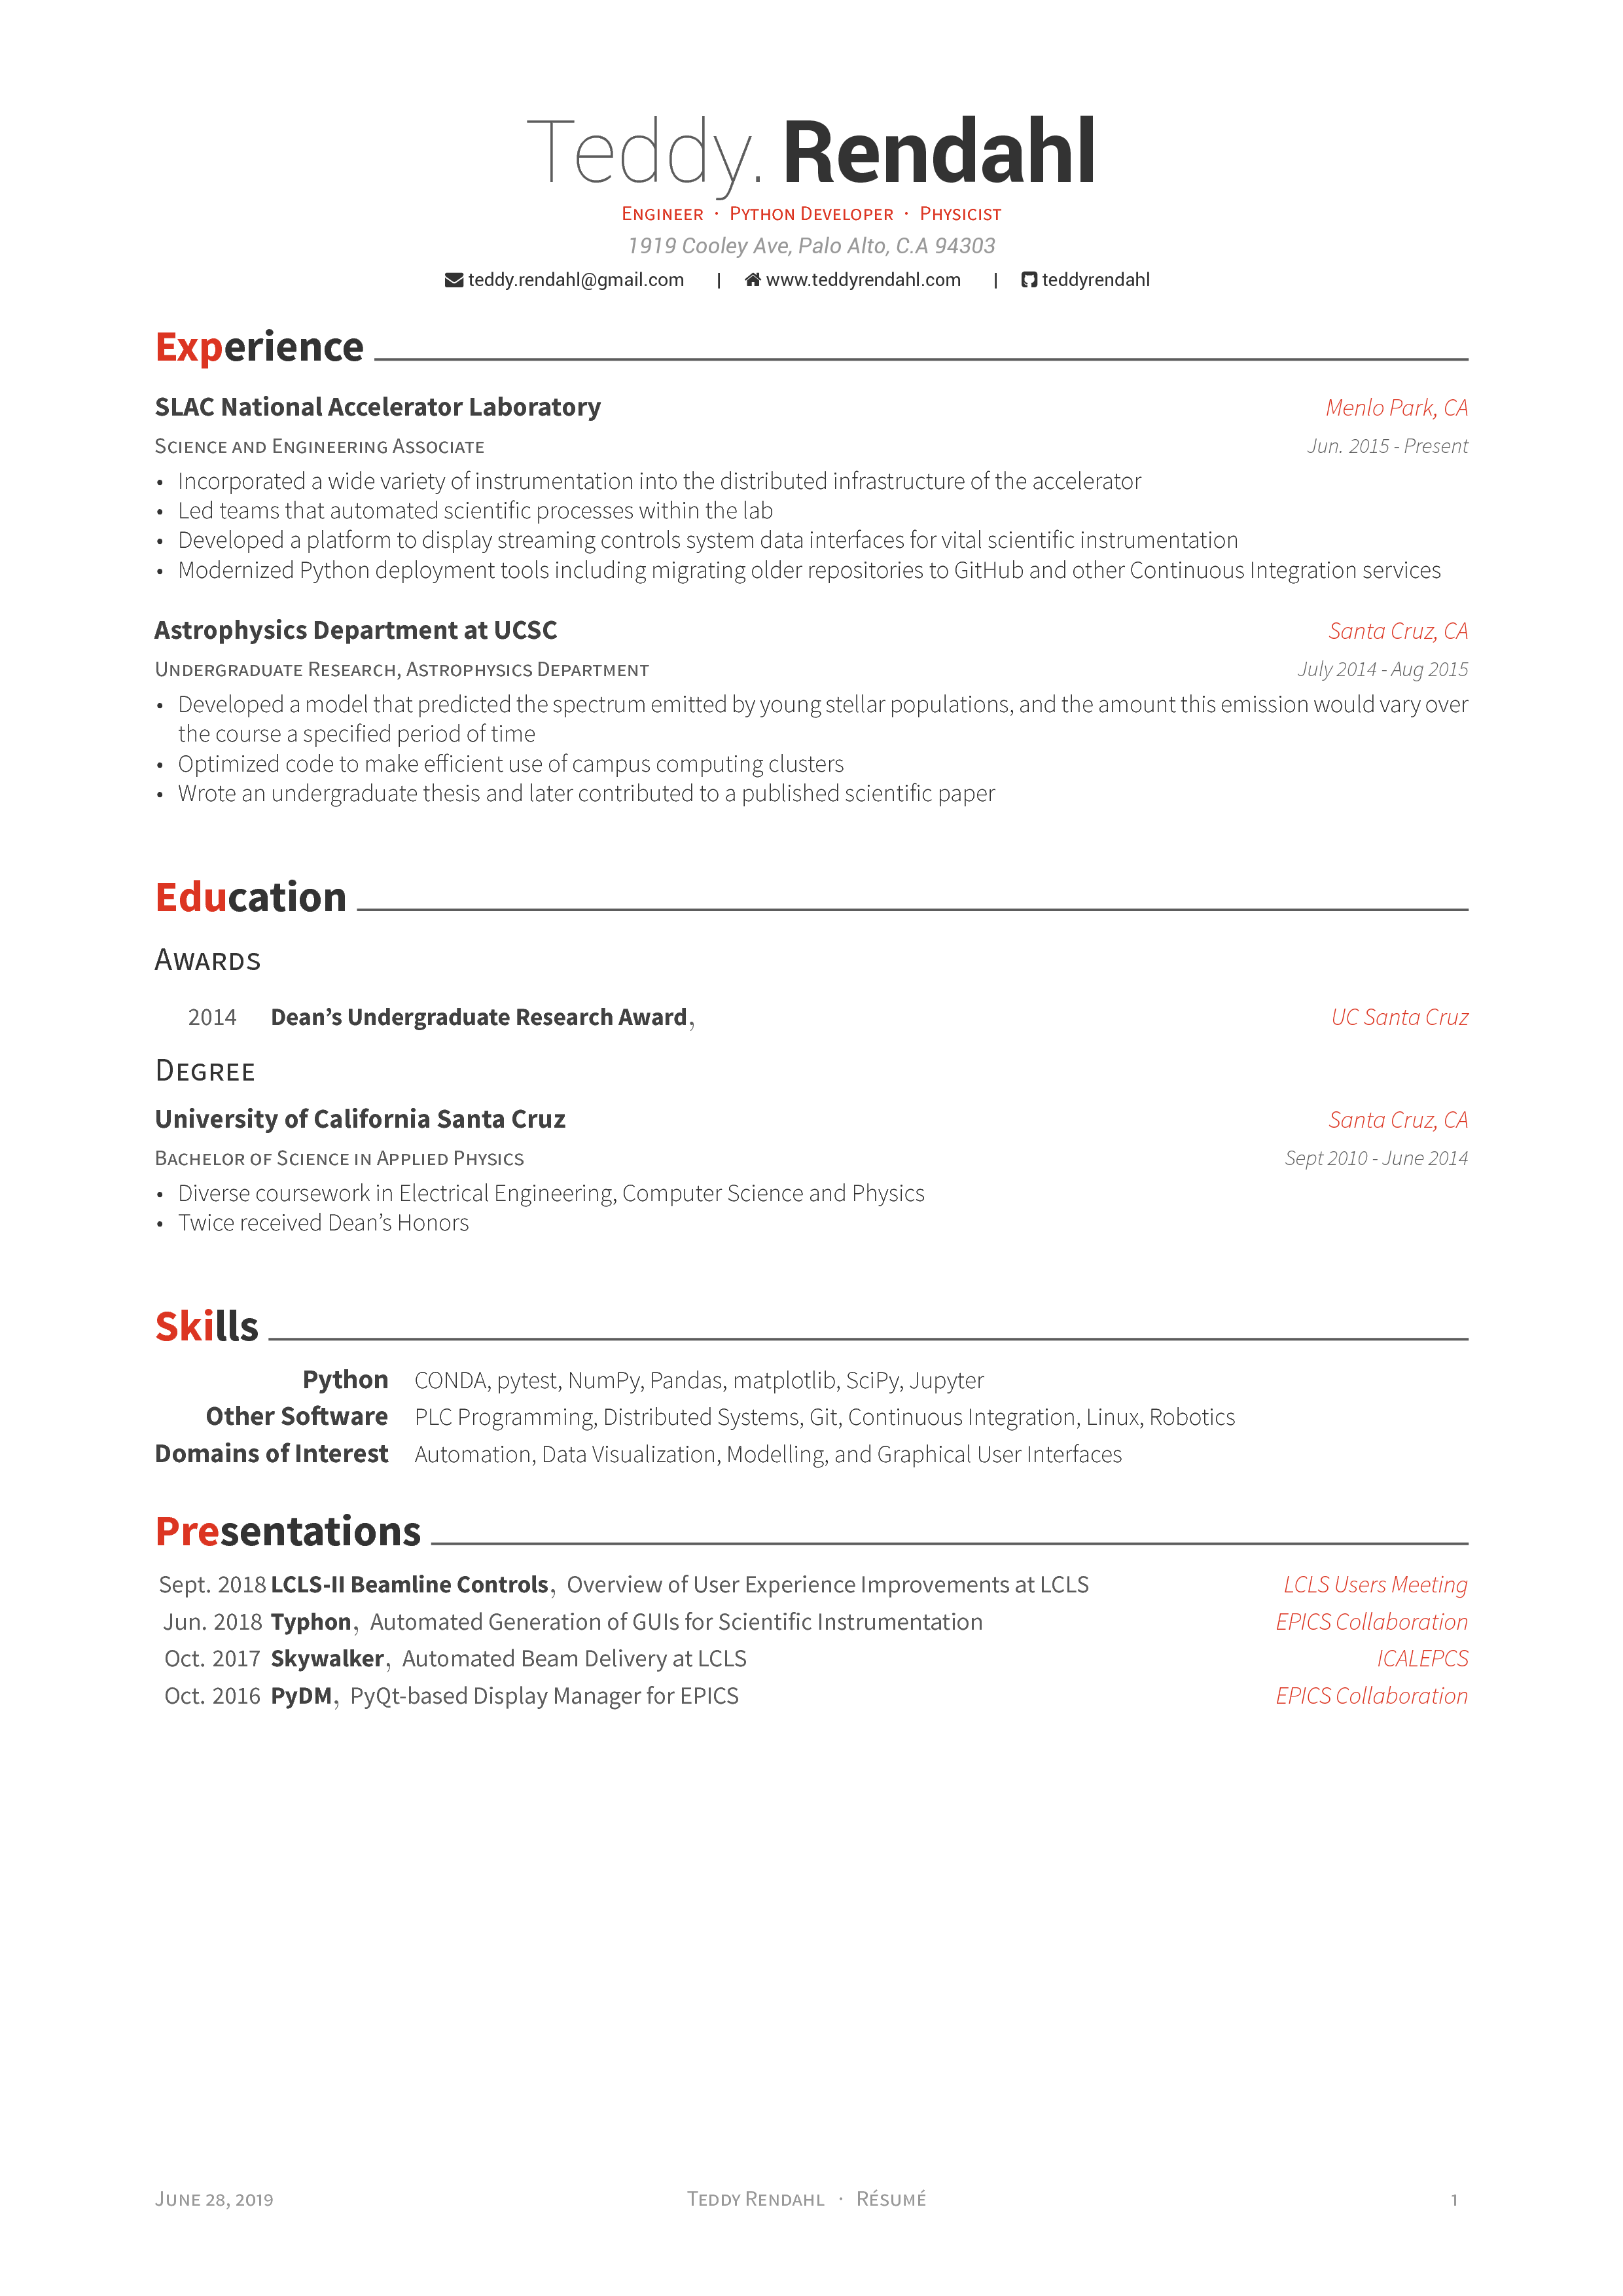 Teddy. Rendahl
Engineer · Python Developer · Physicist
1919 Cooley Ave, Palo Alto, C.A 94303
teddy.rendahl@gmail.com | www.teddyrendahl.com | teddyrendahl
Experience
SLAC National Accelerator Laboratory Menlo Park, CA
Science and Engineering Associate Jun. 2015 - Present
• Incorporated a wide variety of instrumentation into the distributed infrastructure of the accelerator
• Led teams that automated scientific processes within the lab
• Developed a platform to display streaming controls system data interfaces for vital scientific instrumentation
• Modernized Python deployment tools including migrating older repositories to GitHub and other Continuous Integration services
Astrophysics Department at UCSC Santa Cruz, CA
Undergraduate Research, Astrophysics Department July 2014 - Aug 2015
• Developed a model that predicted the spectrum emitted by young stellar populations, and the amount this emission would vary over
the course a specified period of time
• Optimized code to make efficient use of campus computing clusters
• Wrote an undergraduate thesis and later contributed to a published scientific paper
Education
Awards
2014 Dean’s Undergraduate Research Award, UC Santa Cruz
Degree
University of California Santa Cruz Santa Cruz, CA
Bachelor of Science in Applied Physics Sept 2010 - June 2014
• Diverse coursework in Electrical Engineering, Computer Science and Physics
• Twice received Dean’s Honors
Skills
Python CONDA, pytest, NumPy, Pandas, matplotlib, SciPy, Jupyter
Other Software PLC Programming, Distributed Systems, Git, Continuous Integration, Linux, Robotics
Domains of Interest Automation, Data Visualization, Modelling, and Graphical User Interfaces
Presentations
Sept. 2018 LCLS-II Beamline Controls, Overview of User Experience Improvements at LCLS LCLS Users Meeting
Jun. 2018 Typhon, Automated Generation of GUIs for Scientific Instrumentation EPICS Collaboration
Oct. 2017 Skywalker, Automated Beam Delivery at LCLS ICALEPCS
Oct. 2016 PyDM, PyQt-based Display Manager for EPICS EPICS Collaboration
June 28, 2019 Teddy Rendahl · Résumé 1